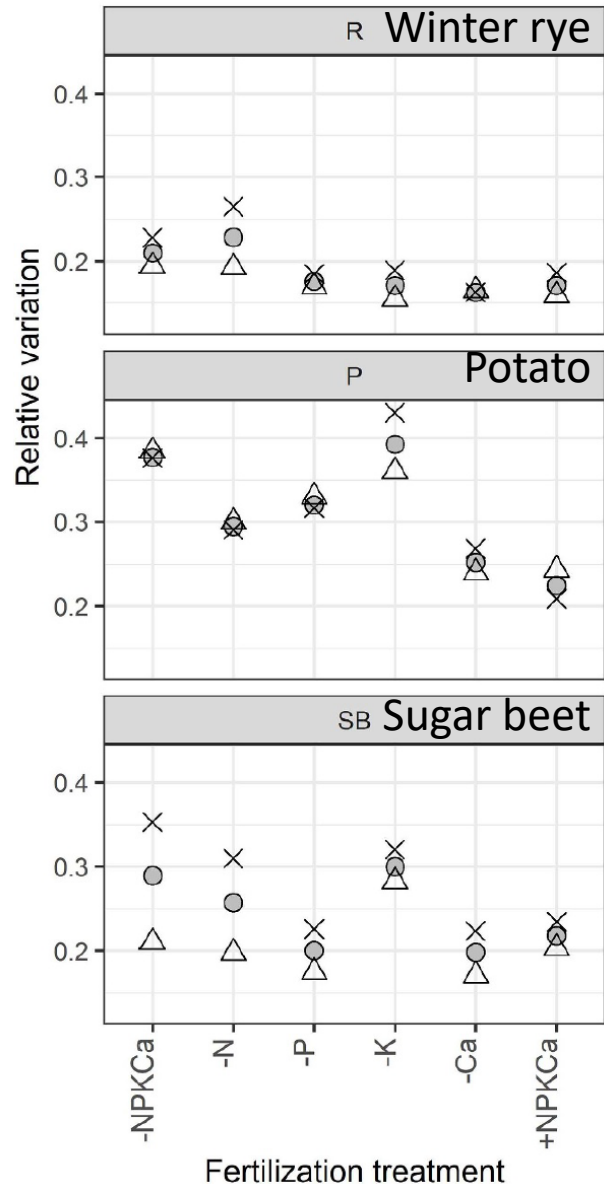 R Winter rye
0.4
0.3
0.2
P Potato
0.4
0.3
0.2
SB Sugar beet
0.4
0.3
0.2
Relative variation
-NPKCa
-N
-P
-K
-Ca
+NPKCa
Fertilization treatment